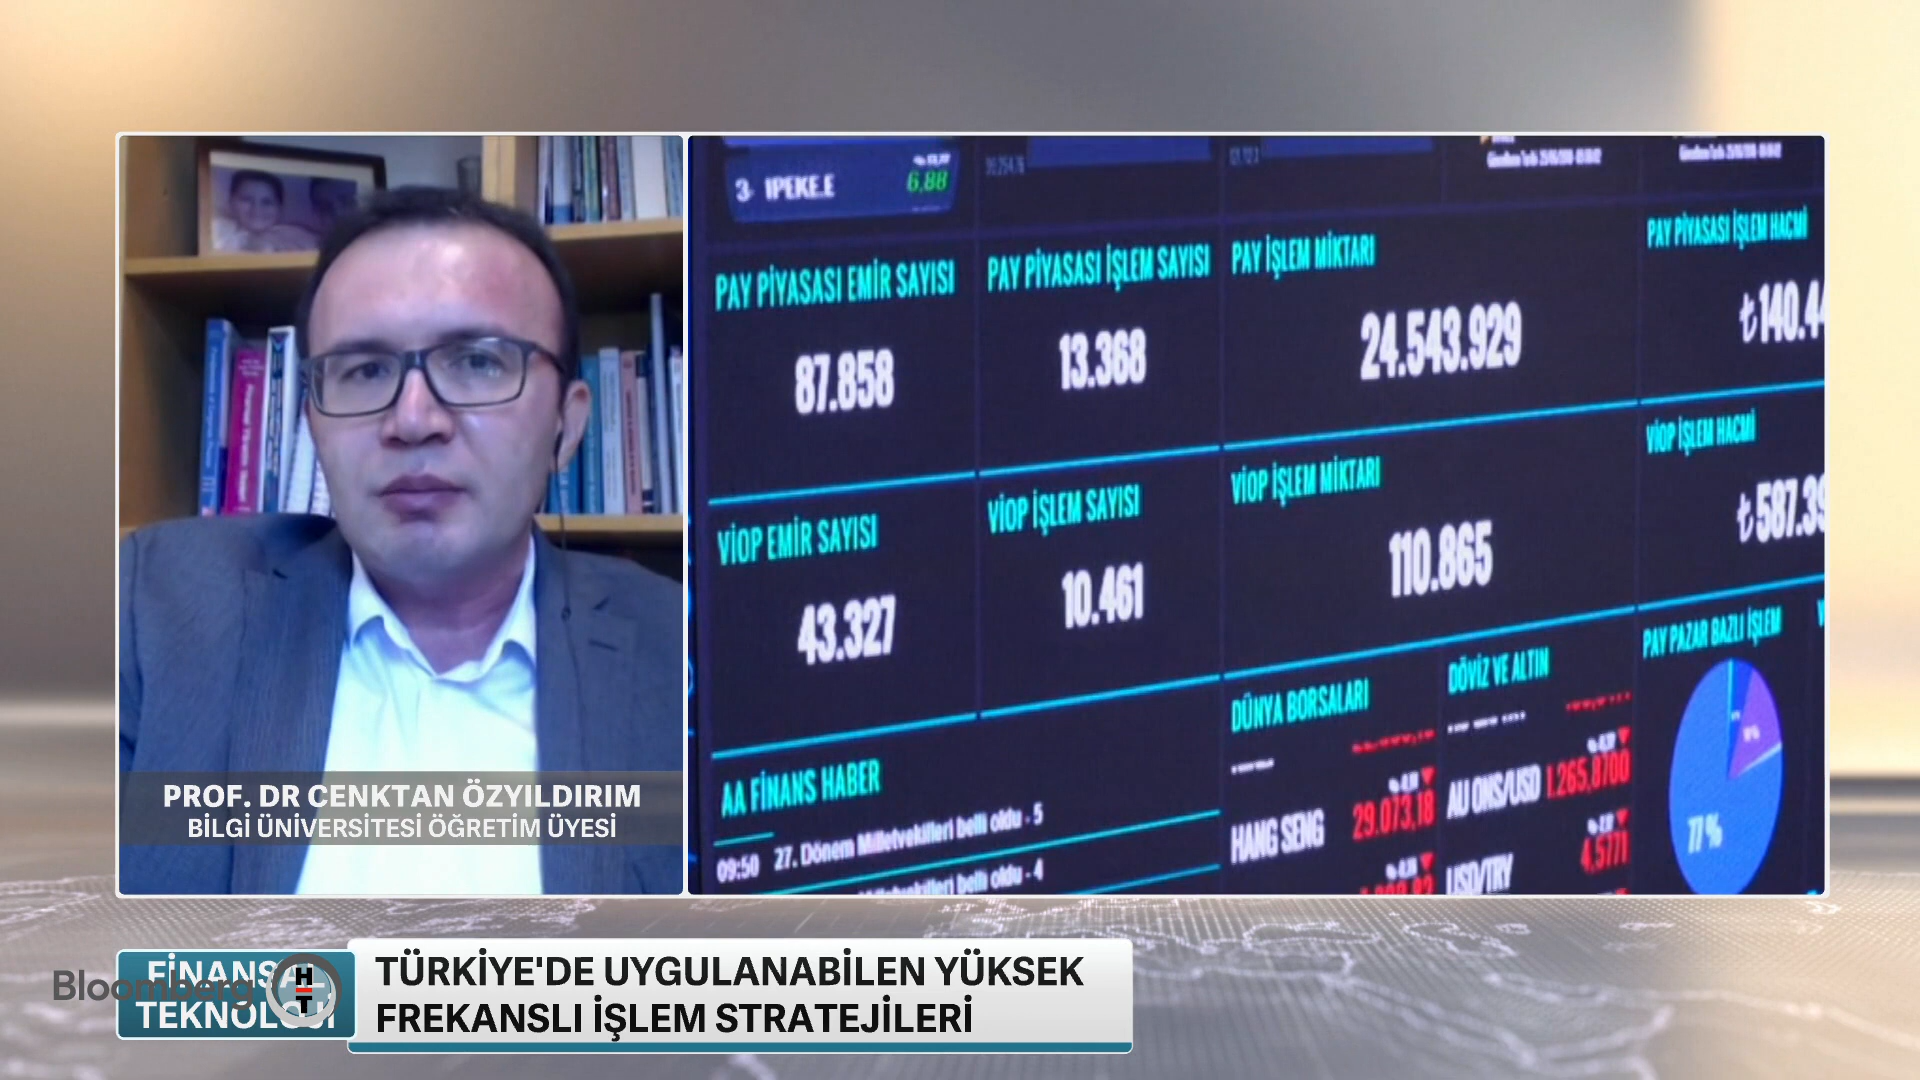 3. IPEKE.E
6,88
PAY PİYASASI EMİR SAYISI
87.858
PAY PİYASASI İŞLEM SAYISI
13.368
PAY İŞLEM MİKTARI
24.543.929
PAY PİYASASI İŞLEM HACMİ
₺140.44
VİOP EMİR SAYISI
43.327
VİOP İŞLEM SAYISI
10.461
VİOP İŞLEM MİKTARI
110.865
VİOP İŞLEM HACMİ
₺587.39
AA FİNANS HABER
09:50 27. Dönem Milletvekilleri belli oldu - 5
Milletvekilleri belli oldu - 4
DÜNYA BORSALARI
HANG SENG 29.073,18
DÖVİZ VE ALTIN
AU ONS/USD 1.265,8700
USD/TRY 4,5771
PAY PAZAR BAZLI İŞLEM
77 %
PROF. DR CENKTAN ÖZYILDIRIM
BİLGİ ÜNİVERSİTESİ ÖĞRETİM ÜYESİ
FİNANSAL
TEKNOLOJİ
Bloomberg HT
TÜRKİYE'DE UYGULANABİLEN YÜKSEK
FREKANSLI İŞLEM STRATEJİLERİ